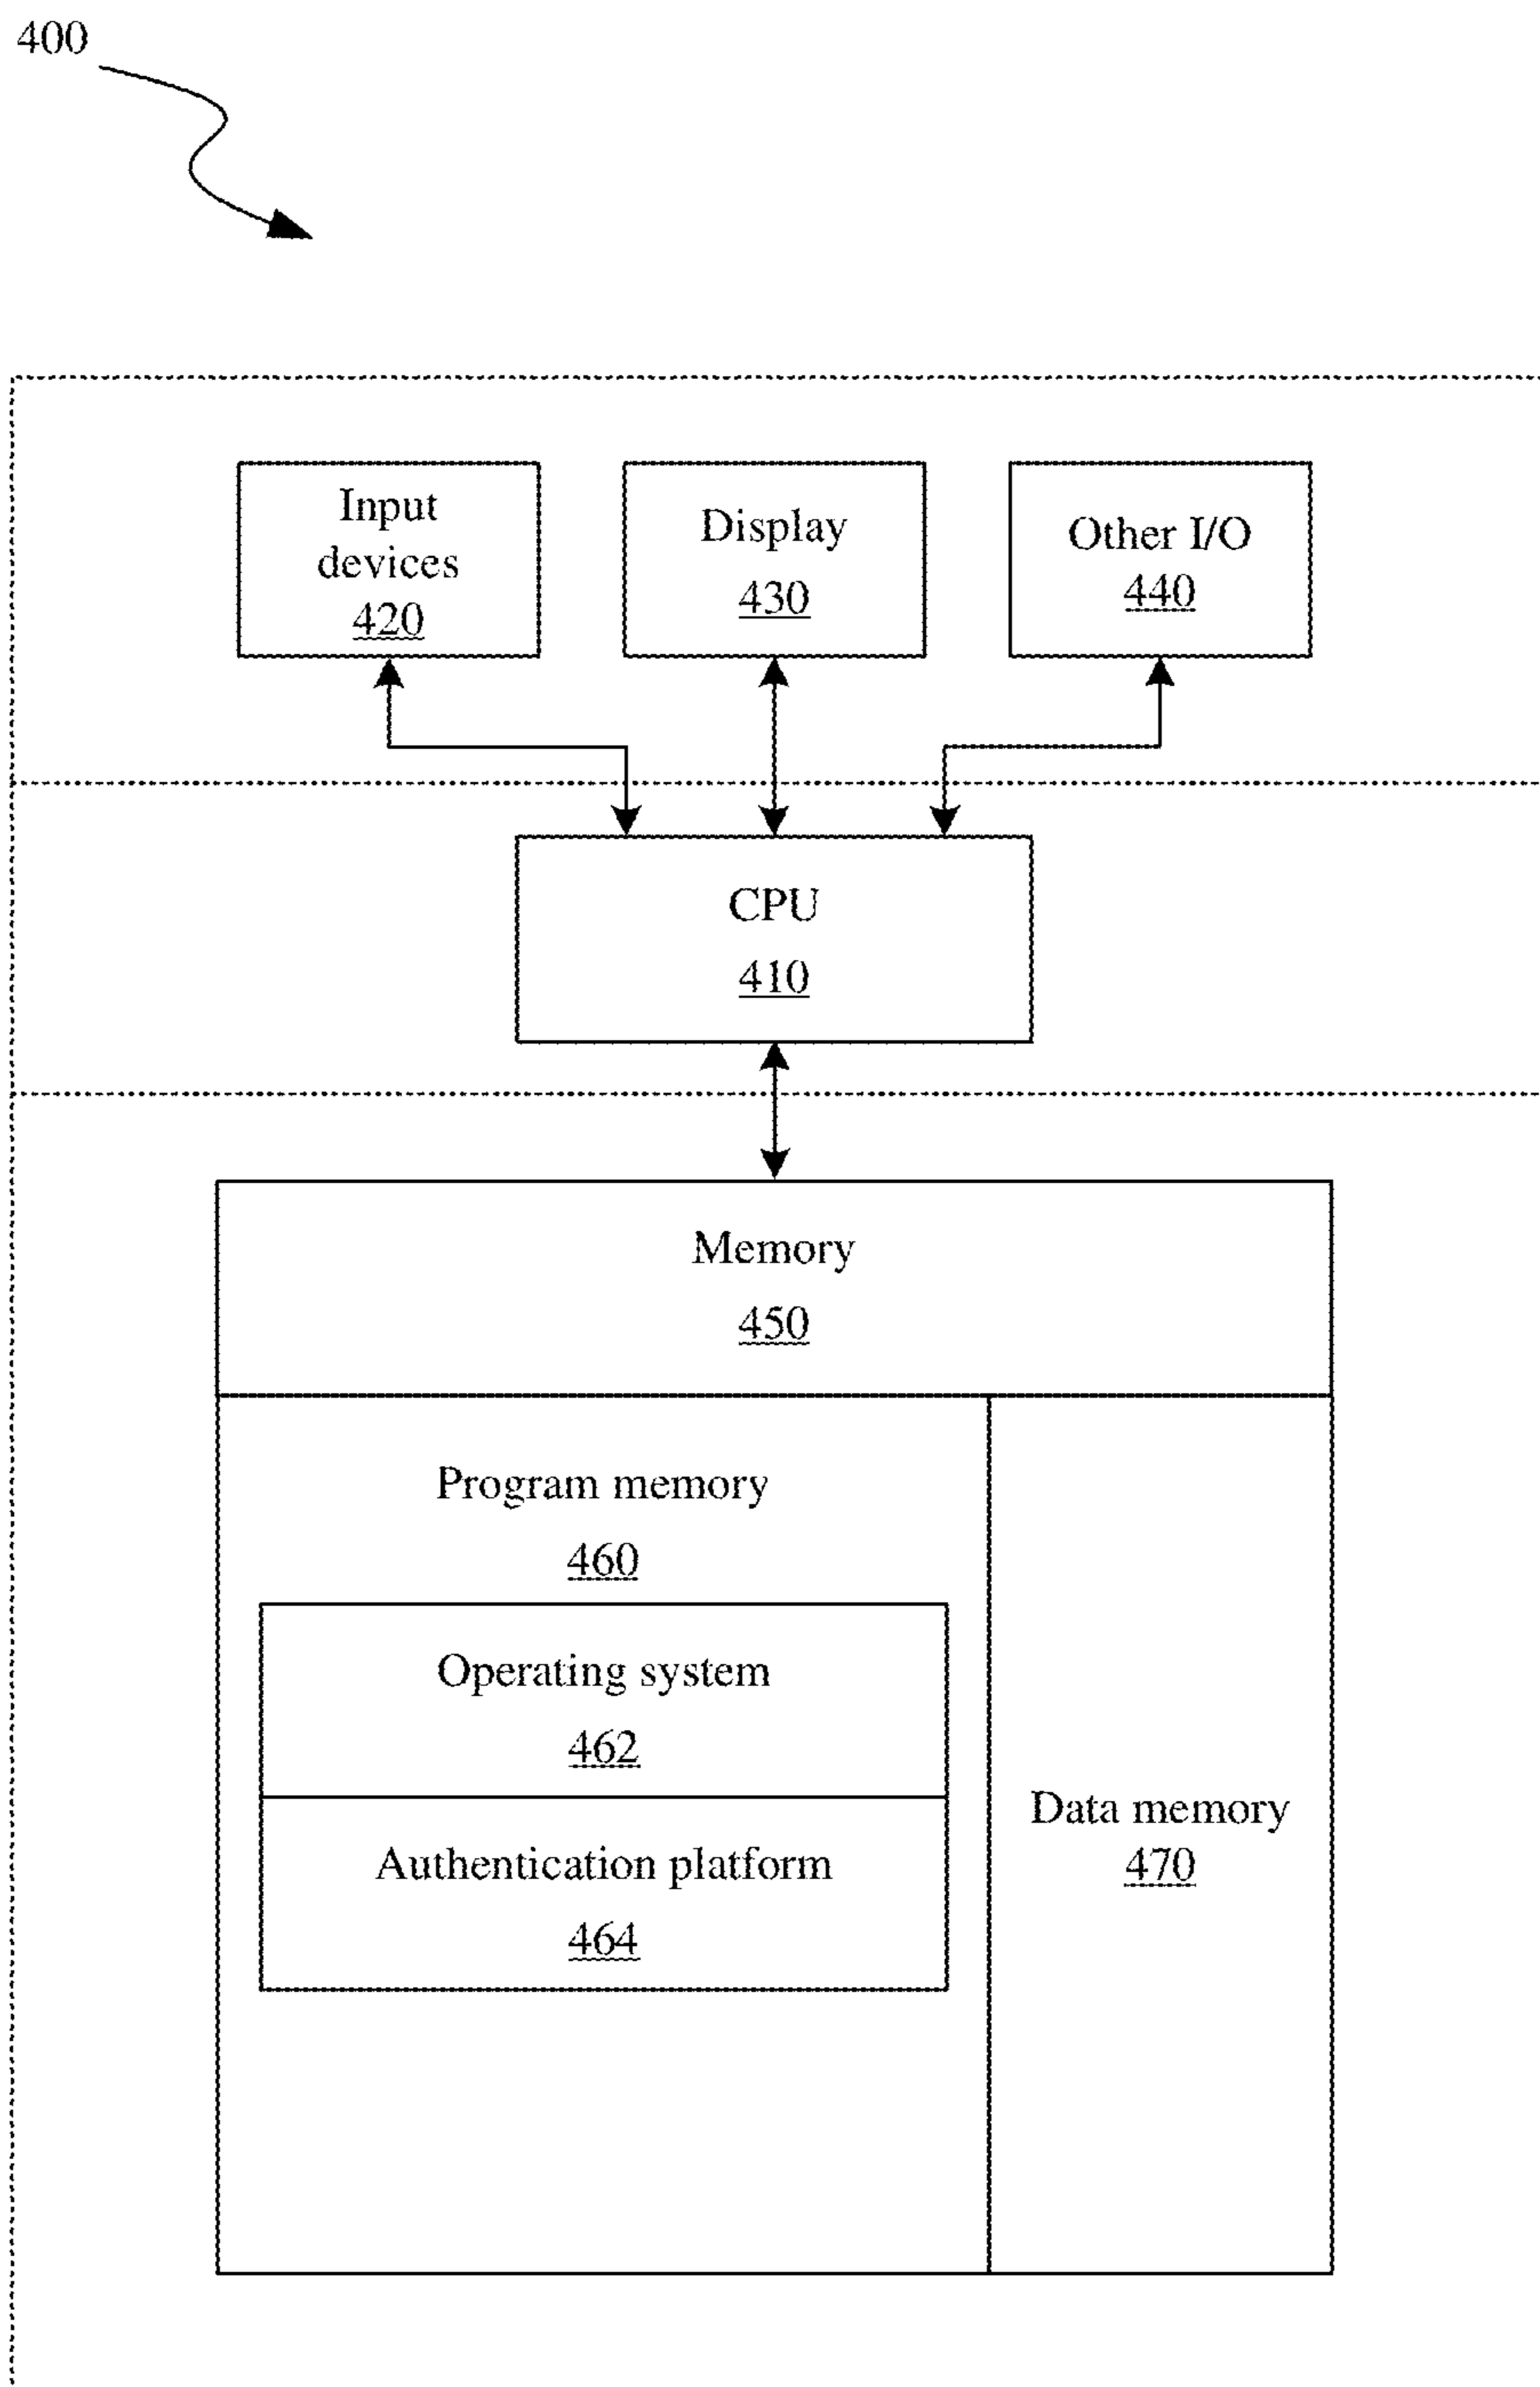 400
Input
devices
420
Display
430
Other I/O
440
CPU
410
Memory
450
Program memory
460
Operating system
462
Authentication platform
464
Data memory
470